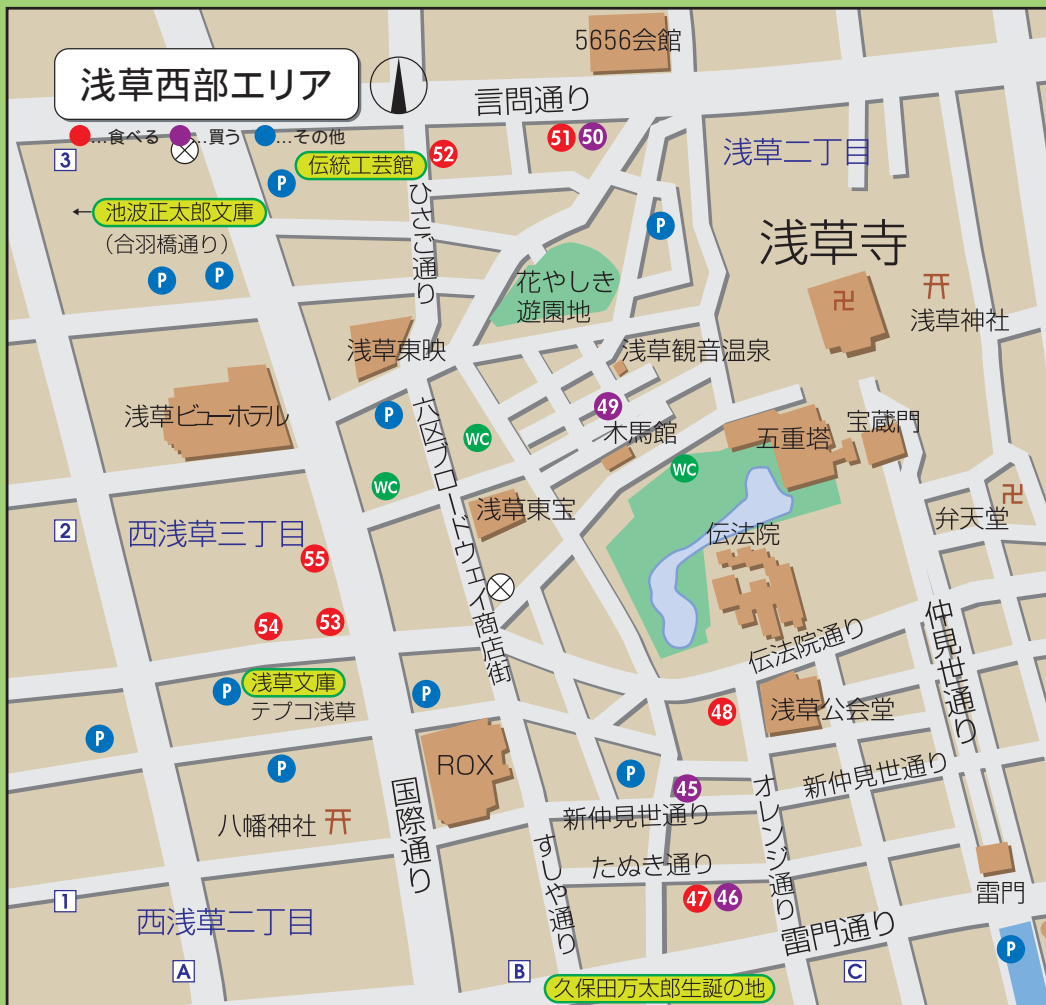 5656会館
浅草西部エリア
言問通り
…食べる
…買う
…その他
51
50
3
52
伝統工芸館
浅草二丁目
P
池波正太郎文庫
(合羽橋通り)
ひさご通り
P
浅草寺
P
P
花やしき
遊園地
浅草神社
浅草東映
浅草観音温泉
浅草ビューホテル
P
六区ブロードウェイ商店街
49
木馬館
五重塔
宝蔵門
WC
WC
WC
浅草東宝
弁天堂
2
西浅草三丁目
伝法院
55
54
53
仲見世通り
伝法院通り
P
浅草文庫
P
テプコ浅草
48
浅草公会堂
P
P
ROX
P
45
新仲見世通り
新仲見世通り
オレンジ通り
国際通り
八幡神社
すしや通り
たぬき通り
1
47
46
雷門
西浅草二丁目
雷門通り
P
A
B
C
久保田万太郎生誕の地